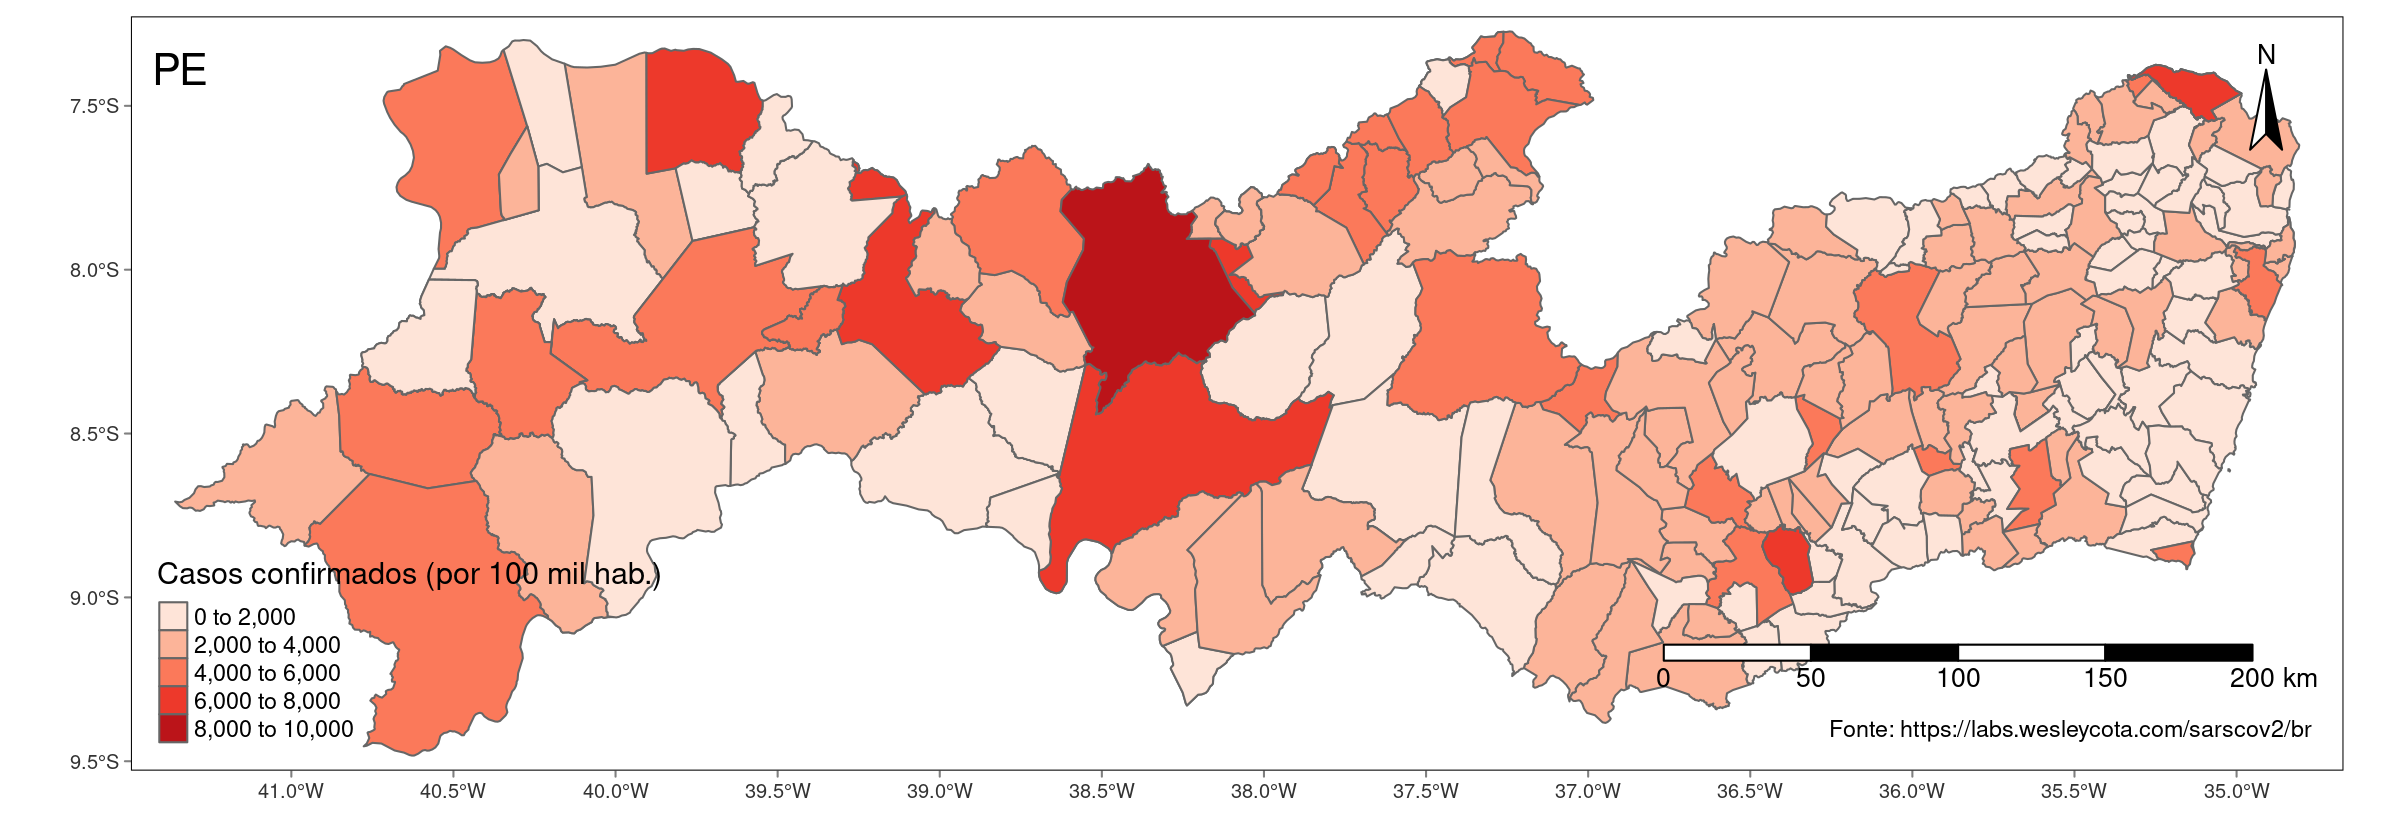 PE
N
7.5°S
8.0°S
8.5°S
9.0°S
9.5°S
Casos confirmados (por 100 mil hab.)
0 to 2,000
2,000 to 4,000
4,000 to 6,000
6,000 to 8,000
8,000 to 10,000
0 50 100 150 200 km
Fonte: https://labs.wesleycota.com/sarscov2/br
41.0°W 40.5°W 40.0°W 39.5°W 39.0°W 38.5°W 38.0°W 37.5°W 37.0°W 36.5°W 36.0°W 35.5°W 35.0°W